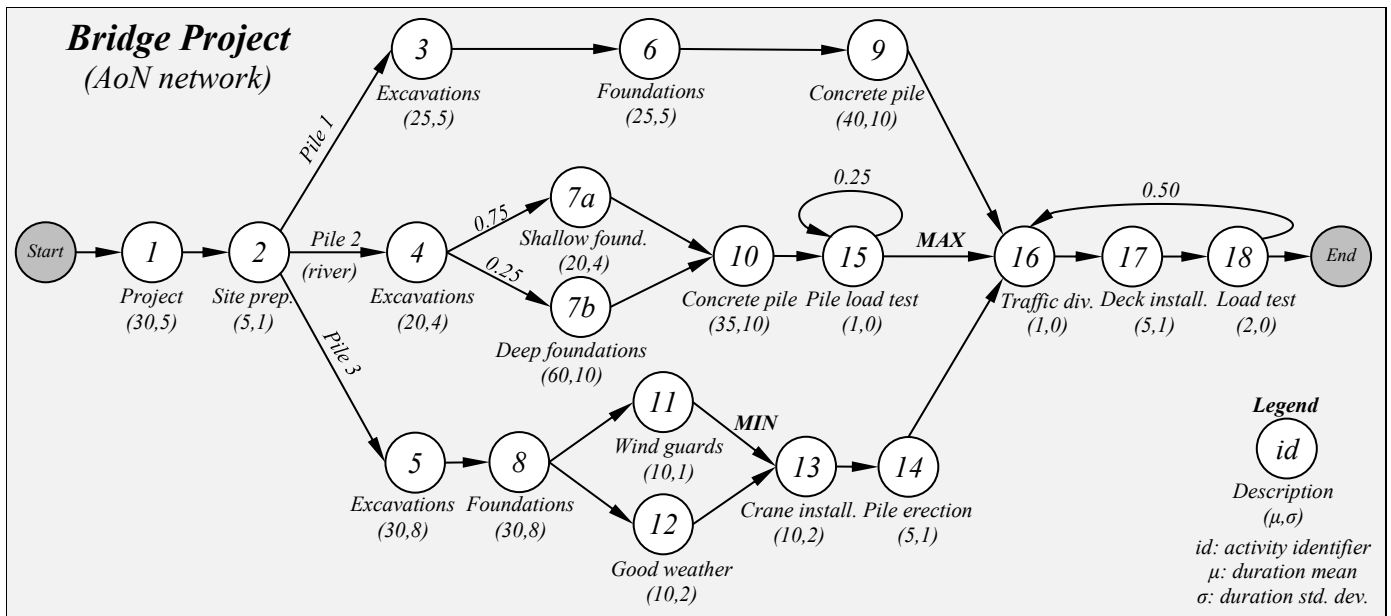 Bridge Project
(AoN network)
3
Excavations
(25,5)
6
Foundations
(25,5)
9
Concrete pile
(40,10)
Pile 1
Start
1
Project
(30,5)
2
Site prep.
(5,1)
Pile 2
(river)
4
Excavations
(20,4)
0.75
7a
Shallow found.
(20,4)
0.25
7b
Deep foundations
(60,10)
10
Concrete pile
(35,10)
0.25
15
Pile load test
(1,0)
MAX
0.50
16
Traffic div.
(1,0)
17
Deck install.
(5,1)
18
Load test
(2,0)
End
Pile 3
5
Excavations
(30,8)
8
Foundations
(30,8)
11
Wind guards
(10,1)
MIN
12
Good weather
(10,2)
13
Crane install.
(10,2)
14
Pile erection
(5,1)
Legend
id
Description
(μ,σ)
id: activity identifier
μ: duration mean
σ: duration std. dev.